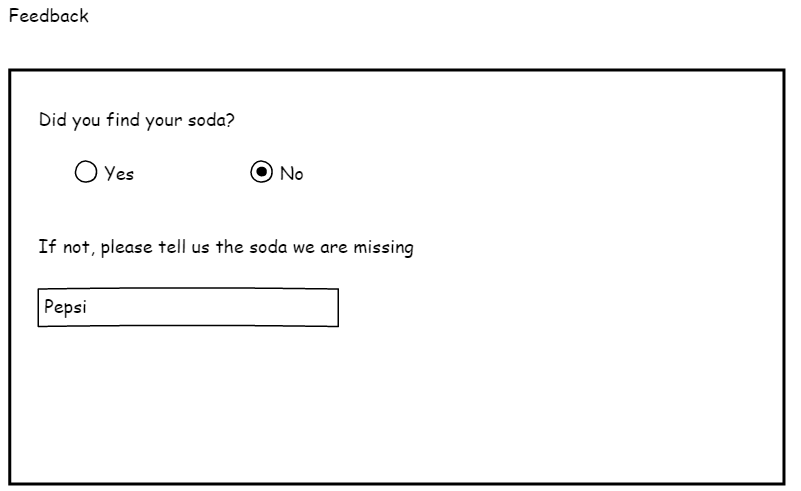 Feedback
Did you find your soda?
Yes No
If not, please tell us the soda we are missing
Pepsi